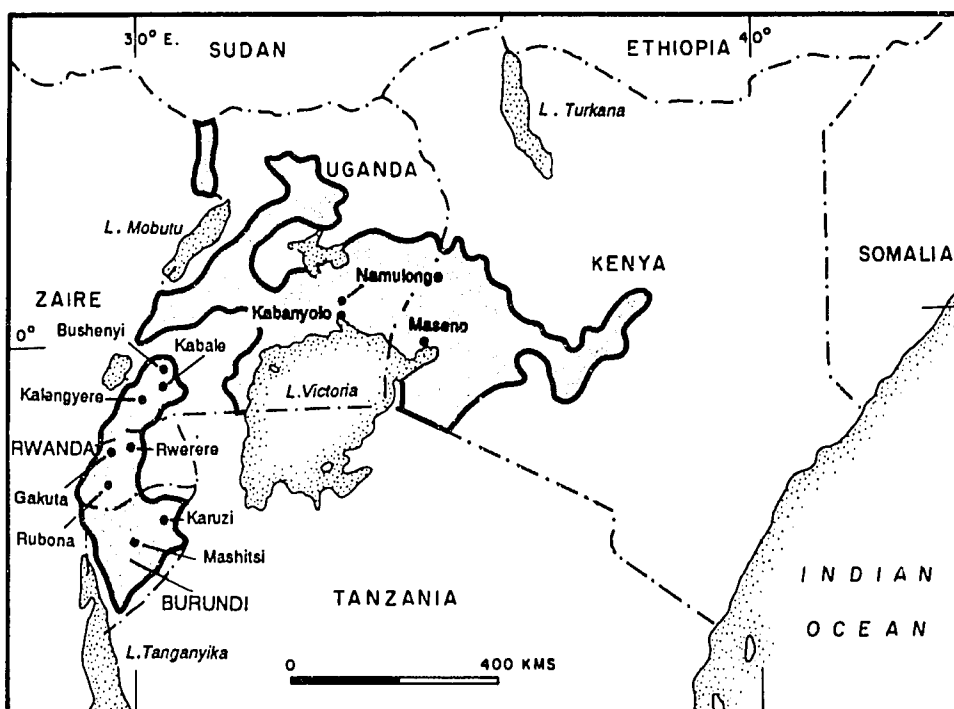 30° E.
40°
SUDAN
ETHIOPIA
L. Turkana
UGANDA
L. Mobutu
KENYA
SOMALIA
Namulonge
ZAIRE
Kabanyolo
Maseno
Bushenyi
0°
Kabale
L. Victoria
Kalengyere
RWANDA
Rwerere
Gakuta
Karuzi
Rubona
Mashitsi
INDIAN
BURUNDI
TANZANIA
OCEAN
L. Tanganyika
0 400 KMS